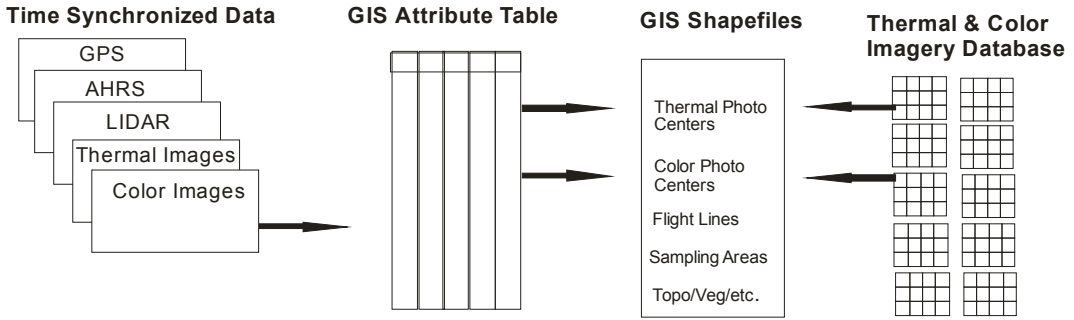 Time Synchronized Data
GPS
AHRS
LIDAR
Thermal Images
Color Images
GIS Attribute Table
GIS Shapefiles
Thermal Photo
Centers
Color Photo
Centers
Flight Lines
Sampling Areas
Topo/Veg/etc.
Thermal & Color
Imagery Database